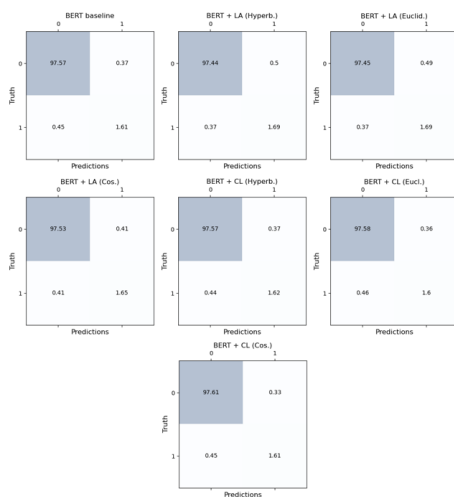 BERT baseline
0 1
0 97.57 0.37
Truth
1 0.45 1.61
Predictions
BERT + LA (Hyperb.)
0 1
0 97.44 0.5
Truth
1 0.37 1.69
Predictions
BERT + LA (Euclid.)
0 1
0 97.45 0.49
Truth
1 0.37 1.69
Predictions
BERT + LA (Cos.)
0 1
0 97.53 0.41
Truth
1 0.41 1.65
Predictions
BERT + CL (Hyperb.)
0 1
0 97.57 0.37
Truth
1 0.44 1.62
Predictions
BERT + CL (Eucl.)
0 1
0 97.58 0.36
Truth
1 0.46 1.6
Predictions
BERT + CL (Cos.)
0 1
0 97.61 0.33
Truth
1 0.45 1.61
Predictions